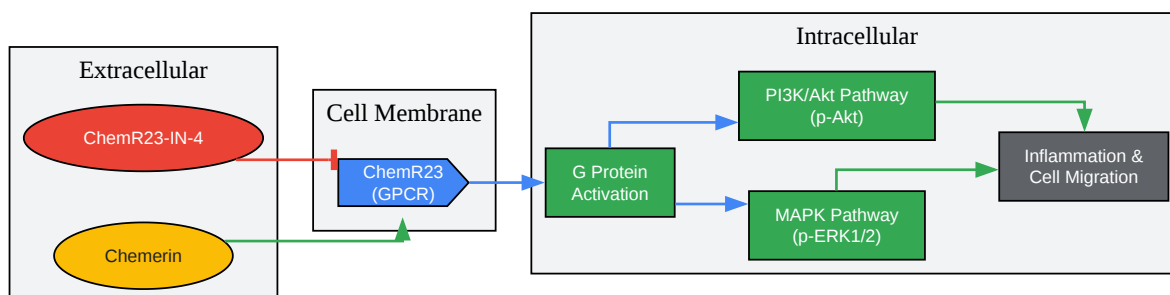 Extracellular
ChemR23-IN-4
Chemerin
Cell Membrane
ChemR23
(GPCR)
Intracellular
G Protein
Activation
PI3K/Akt Pathway
(p-Akt)
MAPK Pathway
(p-ERK1/2)
Inflammation &
Cell Migration